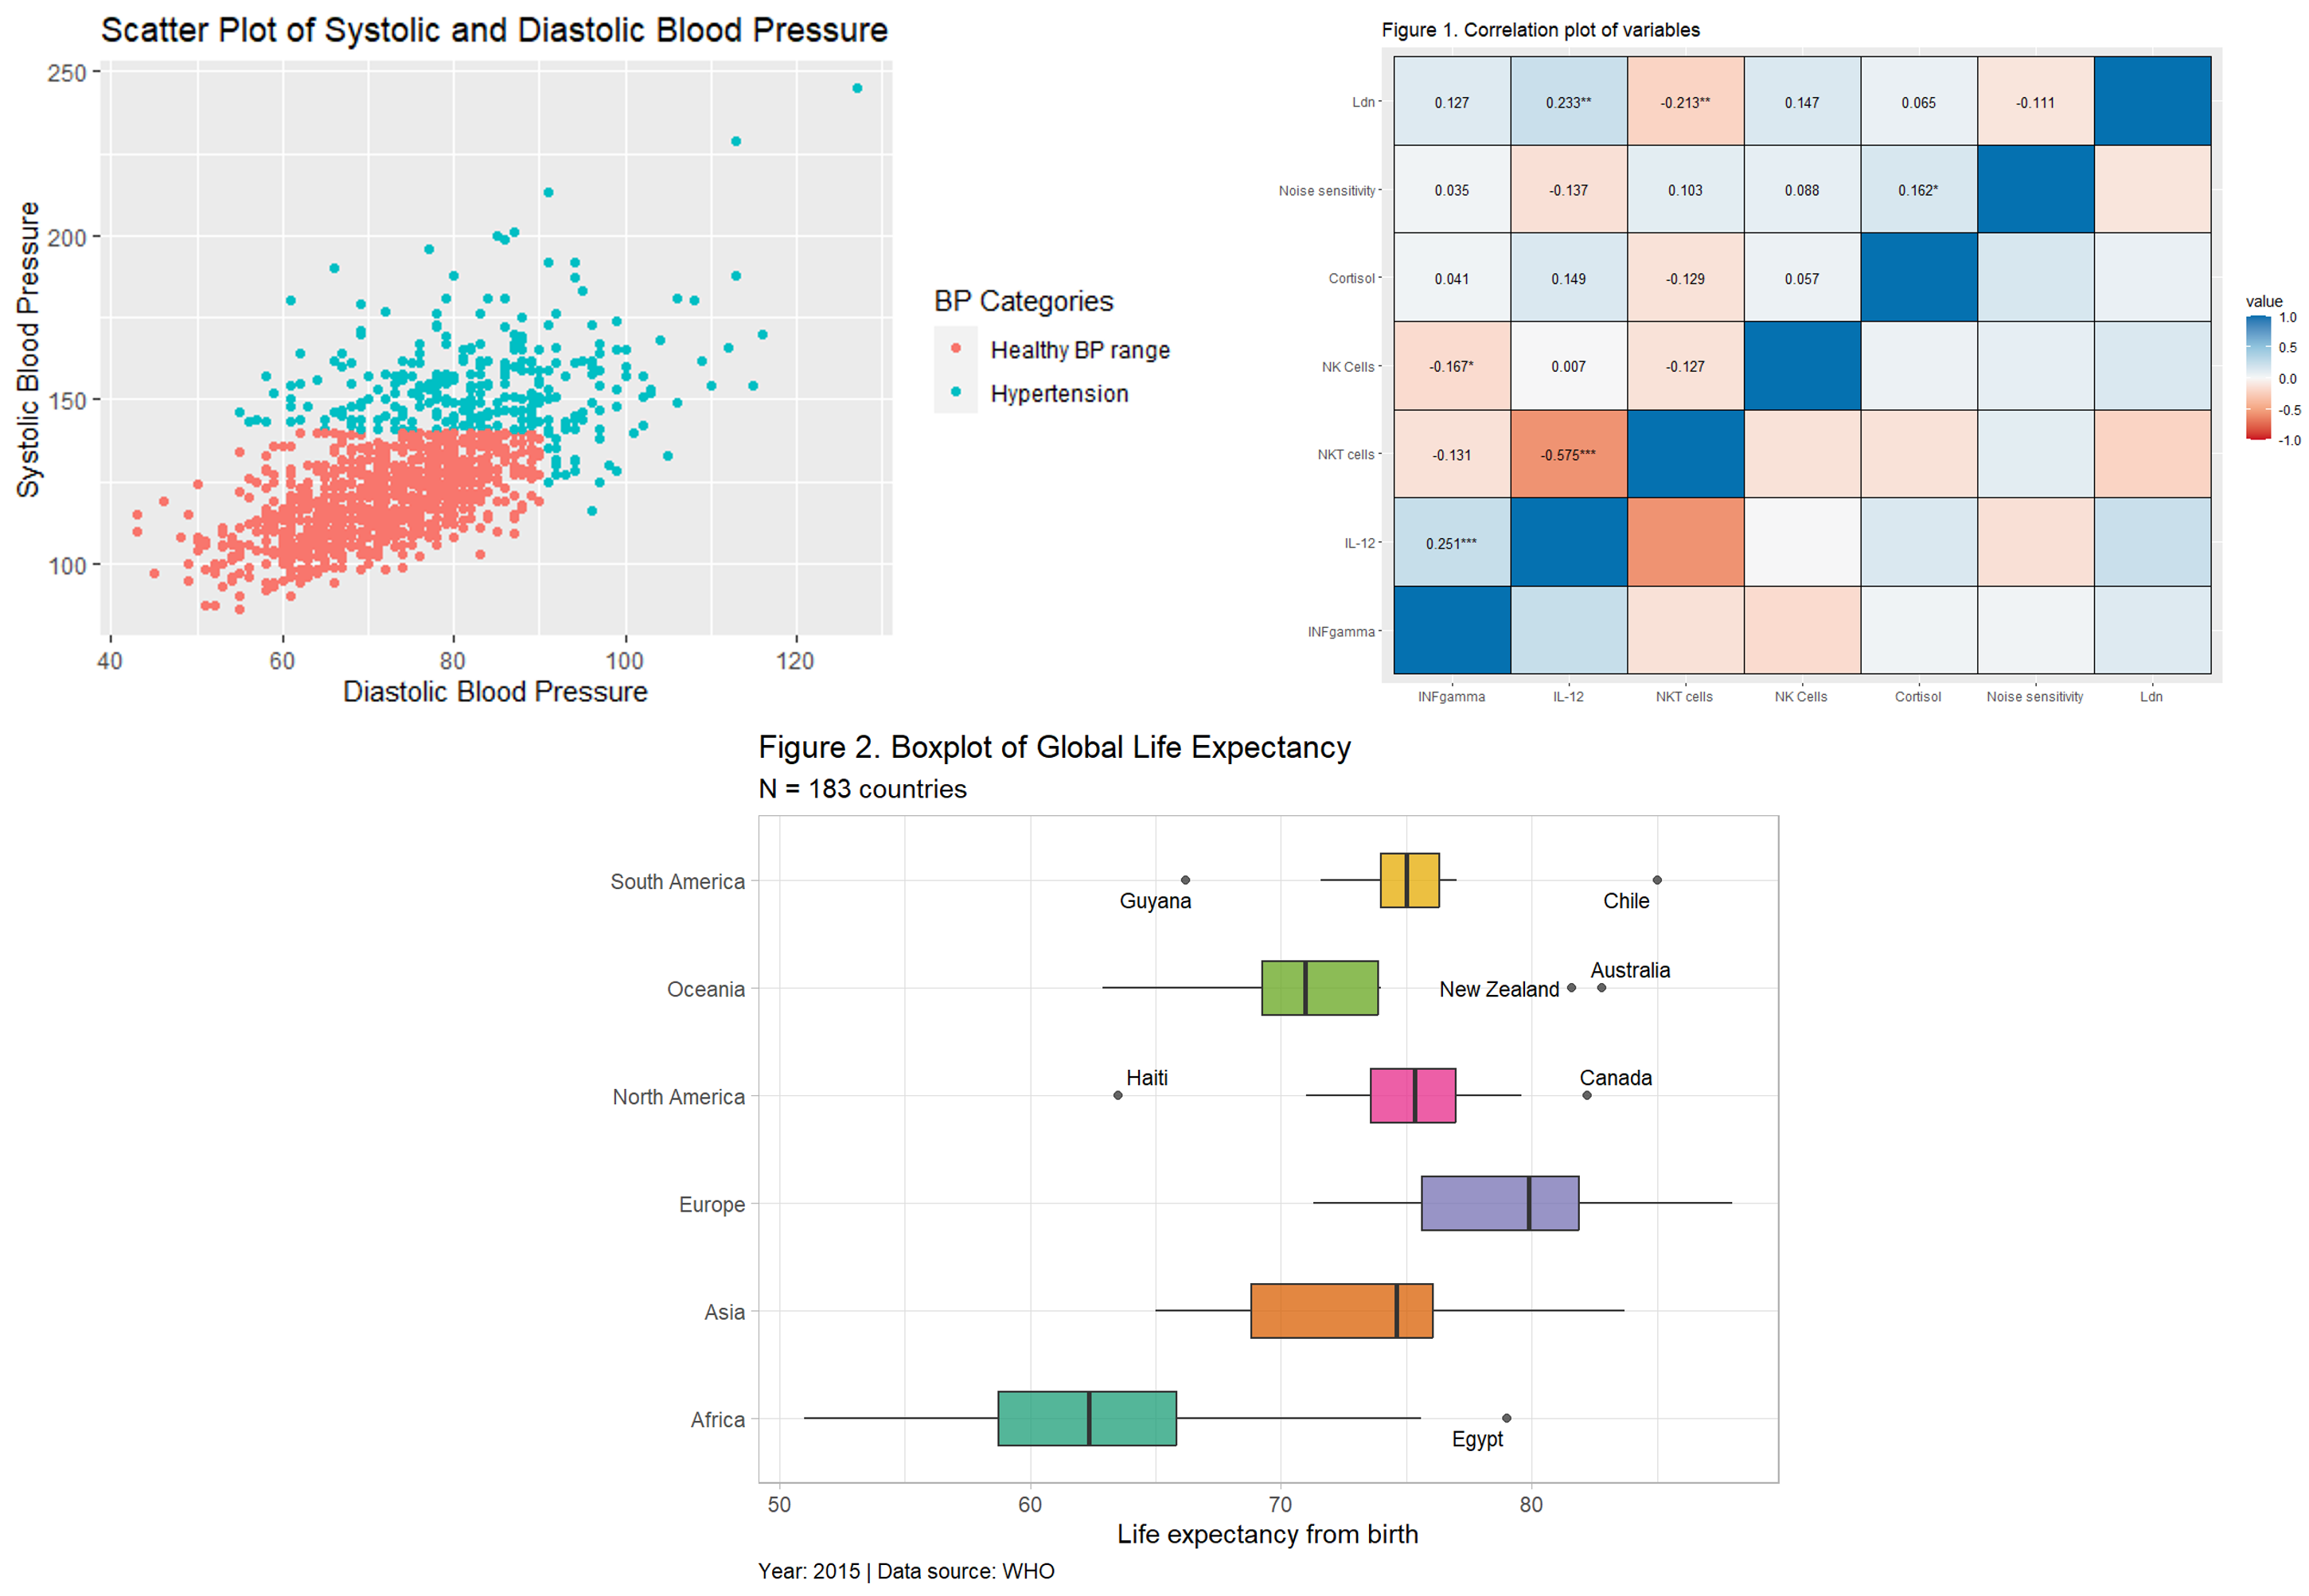 Scatter Plot of Systolic and Diastolic Blood Pressure
Systolic Blood Pressure
250
200
150
100
40 60 80 100 120
Diastolic Blood Pressure
BP Categories
Healthy BP range
Hypertension
Figure 1. Correlation plot of variables
Ldn 0.127 0.233** -0.213** 0.147 0.065 -0.111
Noise sensitivity 0.035 -0.137 0.103 0.088 0.162*
Cortisol 0.041 0.149 -0.129 0.057
NK Cells -0.167* 0.007 -0.127
NKT cells -0.131 -0.575***
IL-12 0.251***
INFgamma
INFgamma IL-12 NKT cells NK Cells Cortisol Noise sensitivity Ldn
value
1.0
0.5
0.0
-0.5
-1.0
Figure 2. Boxplot of Global Life Expectancy
N = 183 countries
South America
Guyana Chile
Australia
Oceania New Zealand
Haiti Canada
North America
Europe
Asia
Africa
Egypt
50 60 70 80
Life expectancy from birth
Year: 2015 | Data source: WHO